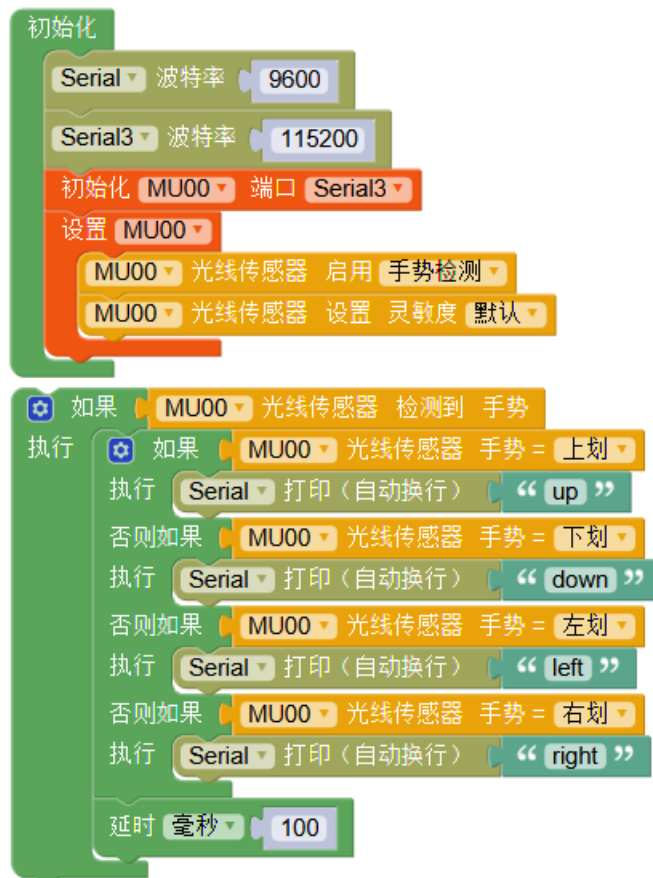 初始化
Serial 波特率 9600
Serial3 波特率 115200
初始化 MU00 端口 Serial3
设置 MU00
MU00 光线传感器 启用 手势检测
MU00 光线传感器 设置 灵敏度 默认
如果 MU00 光线传感器 检测到 手势
执行 如果 MU00 光线传感器 手势 = 上划
执行 Serial 打印（自动换行） “ up ”
否则如果 MU00 光线传感器 手势 = 下划
执行 Serial 打印（自动换行） “ down ”
否则如果 MU00 光线传感器 手势 = 左划
执行 Serial 打印（自动换行） “ left ”
否则如果 MU00 光线传感器 手势 = 右划
执行 Serial 打印（自动换行） “ right ”
延时 毫秒 100